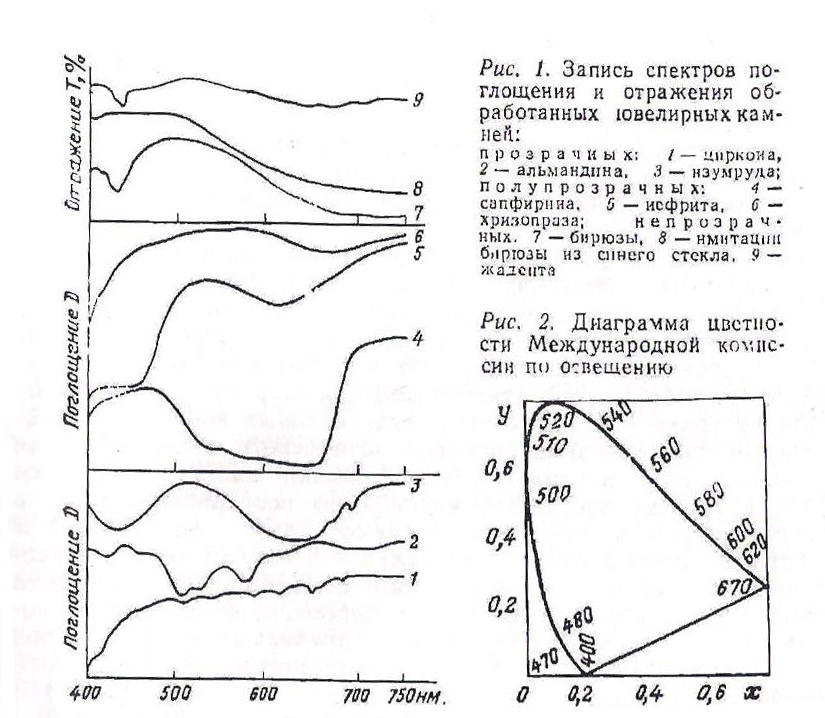 Отражение T, %
9
8
7
Поглощение D
6
5
4
Поглощение D
3
2
1
400 500 600 700 750 нм.
Рис. 1. Запись спектров по-
глощения и отражения об-
работанных ювелирных кам-
ней:
прозрачных: 1 — циркона,
2 — альмандина, 3 — изумруда;
полупрозрачных: 4 —
сапфирина, 5 — нефрита, 6 —
хризопраза; непрозрач-
ных. 7 — бирюзы, 8 — имитации
бирюзы из синего стекла, 9 —
жадеита
Рис. 2. Диаграмма цветно-
сти Международной комис-
сии по освещению
У
520
540
510
0,6
560
500
580
0,4
600
620
0,2
670
480
470
400
0 0,2 0,4 0,6 х